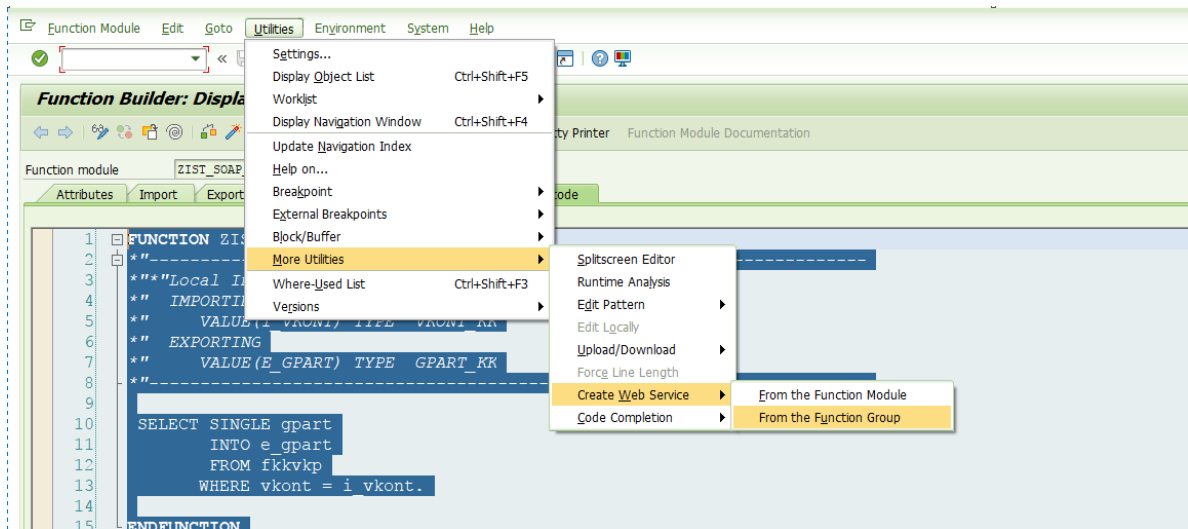 Function Module Edit Goto Utilities Environment System Help
Function Builder: Displa
Pretty Printer Function Module Documentation
Function module ZIST_SOAP
Attributes Import Export
Settings...
Display Object List Ctrl+Shift+F5
Worklist
Display Navigation Window Ctrl+Shift+F4
Update Navigation Index
Help on...
Breakpoint
External Breakpoints
Block/Buffer
More Utilities
Where-Used List Ctrl+Shift+F3
Versions
Splitscreen Editor
Runtime Analysis
Edit Pattern
Edit Locally
Upload/Download
Force Line Length
Create Web Service
Code Completion
From the Function Module
From the Function Group
1 FUNCTION ZIS
2 *"----------------------------------------------------------------------
3 *"*"Local I
4 *" IMPORTI
5 *" VALUE(I_VKONT) TYPE VKONT_KK
6 *" EXPORTING
7 *" VALUE(E_GPART) TYPE GPART_KK
8 *"----------------------------------------------------------------------
9
10 SELECT SINGLE gpart
11 INTO e_gpart
12 FROM fkkvkp
13 WHERE vkont = i_vkont.
14
15 ENDFUNCTION